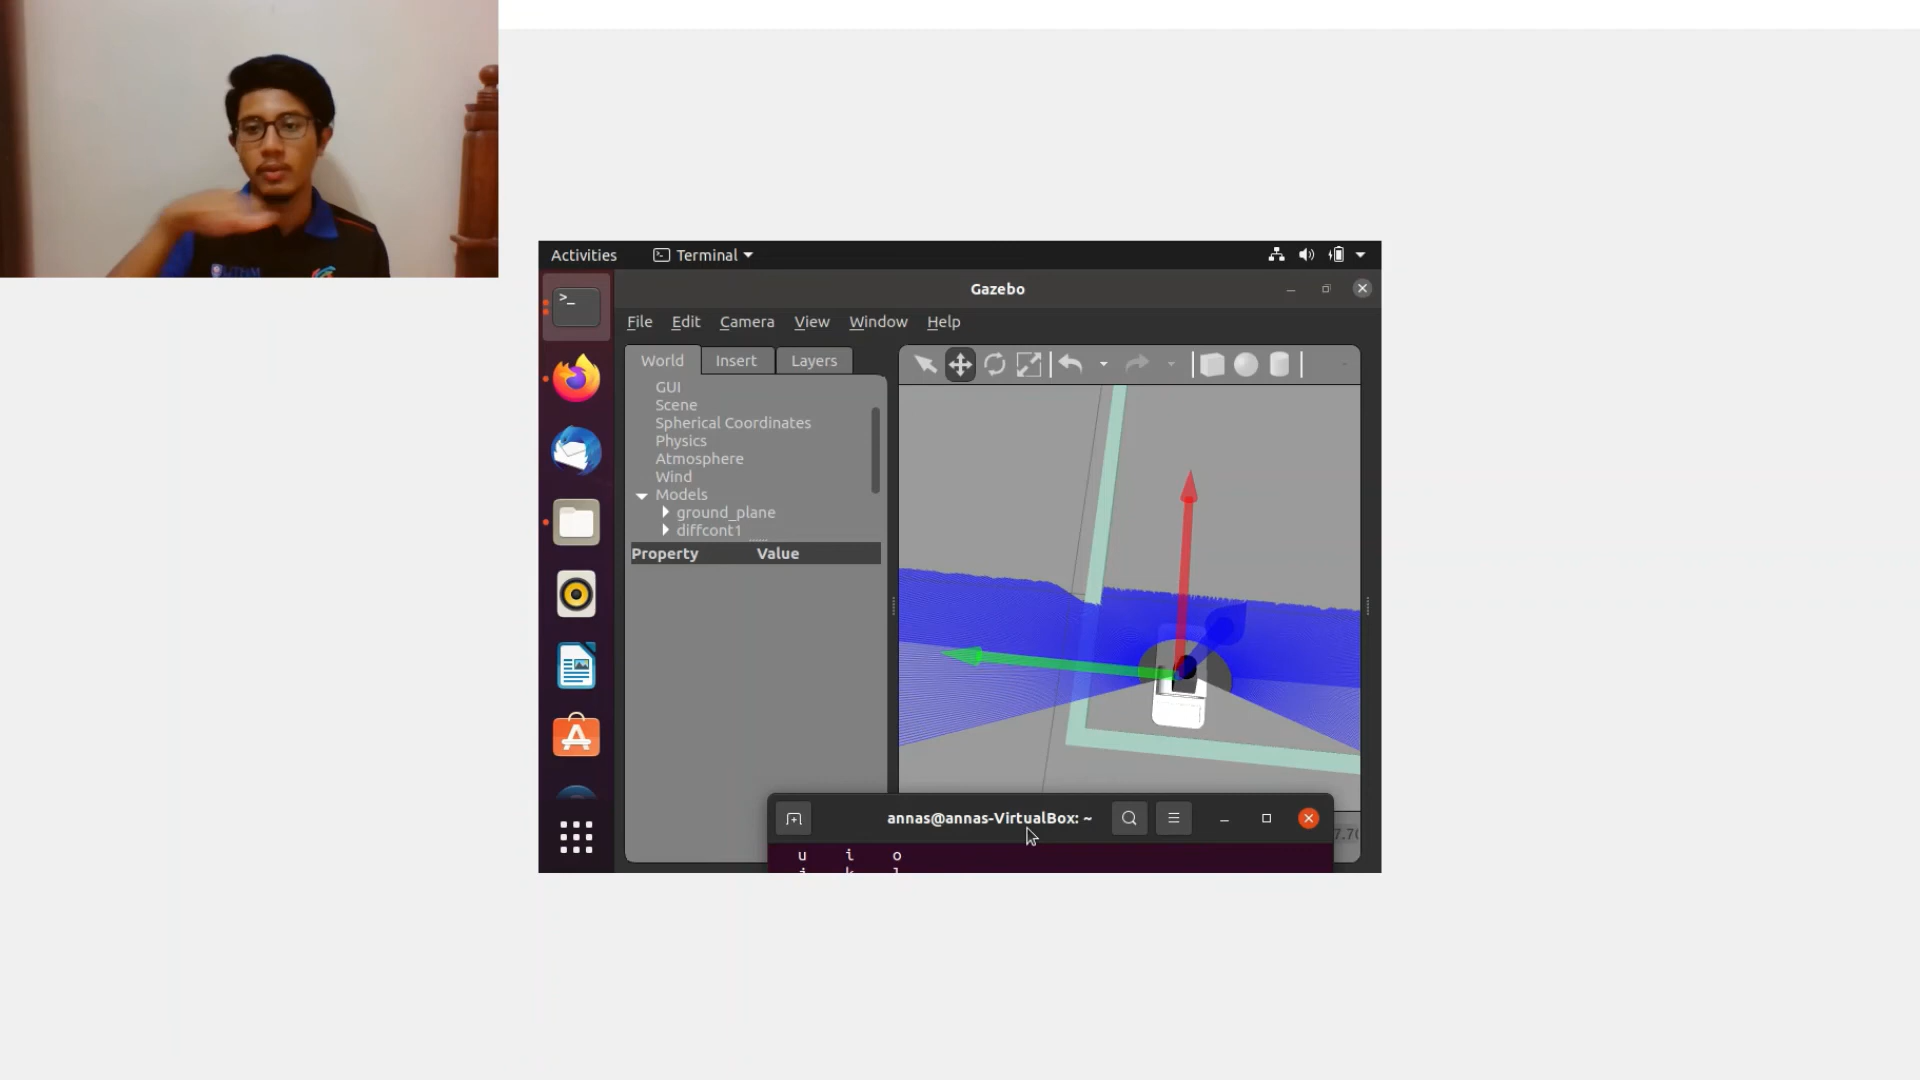 Activities
Terminal
Gazebo
File Edit Camera View Window Help
World Insert Layers
GUI
Scene
Spherical Coordinates
Physics
Atmosphere
Wind
Models
ground_plane
diffcont1
Property Value
annas@annas-VirtualBox: ~
u i o